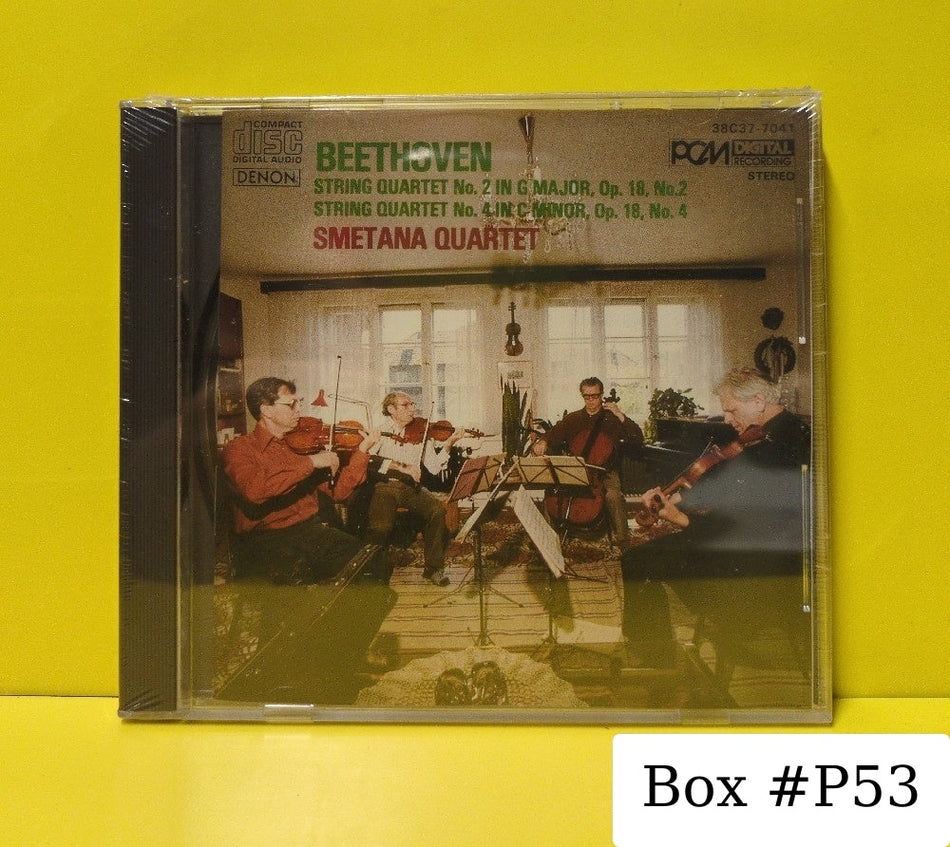 COMPACT
disc
DIGITAL AUDIO
DENON
38C37-7041
PCM DIGITAL
RECORDING
STEREO
BEETHOVEN
STRING QUARTET No. 2 IN G MAJOR, Op. 18, No.2
STRING QUARTET No. 4 IN C MINOR, Op. 18, No. 4
SMETANA QUARTET
Box #P53